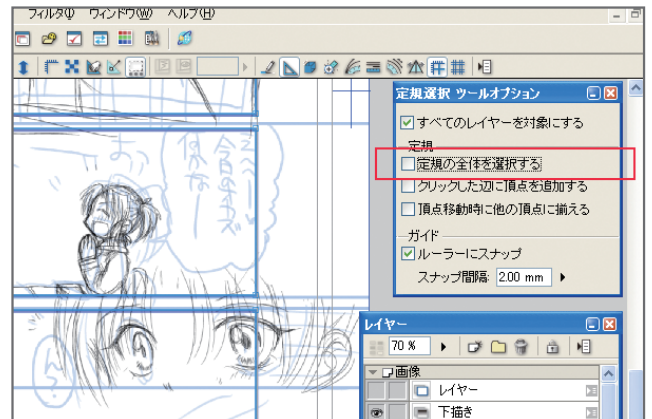 フィルタ(I) ウィンドウ(W) ヘルプ(H)
定規選択 ツールオプション
すべてのレイヤーを対象にする
定規
定規の全体を選択する
クリックした辺に頂点を追加する
頂点移動時に他の頂点に揃える
ガイド
ルーラーにスナップ
スナップ間隔: 2.00 mm
レイヤー
70 %
画像
レイヤー
下描き